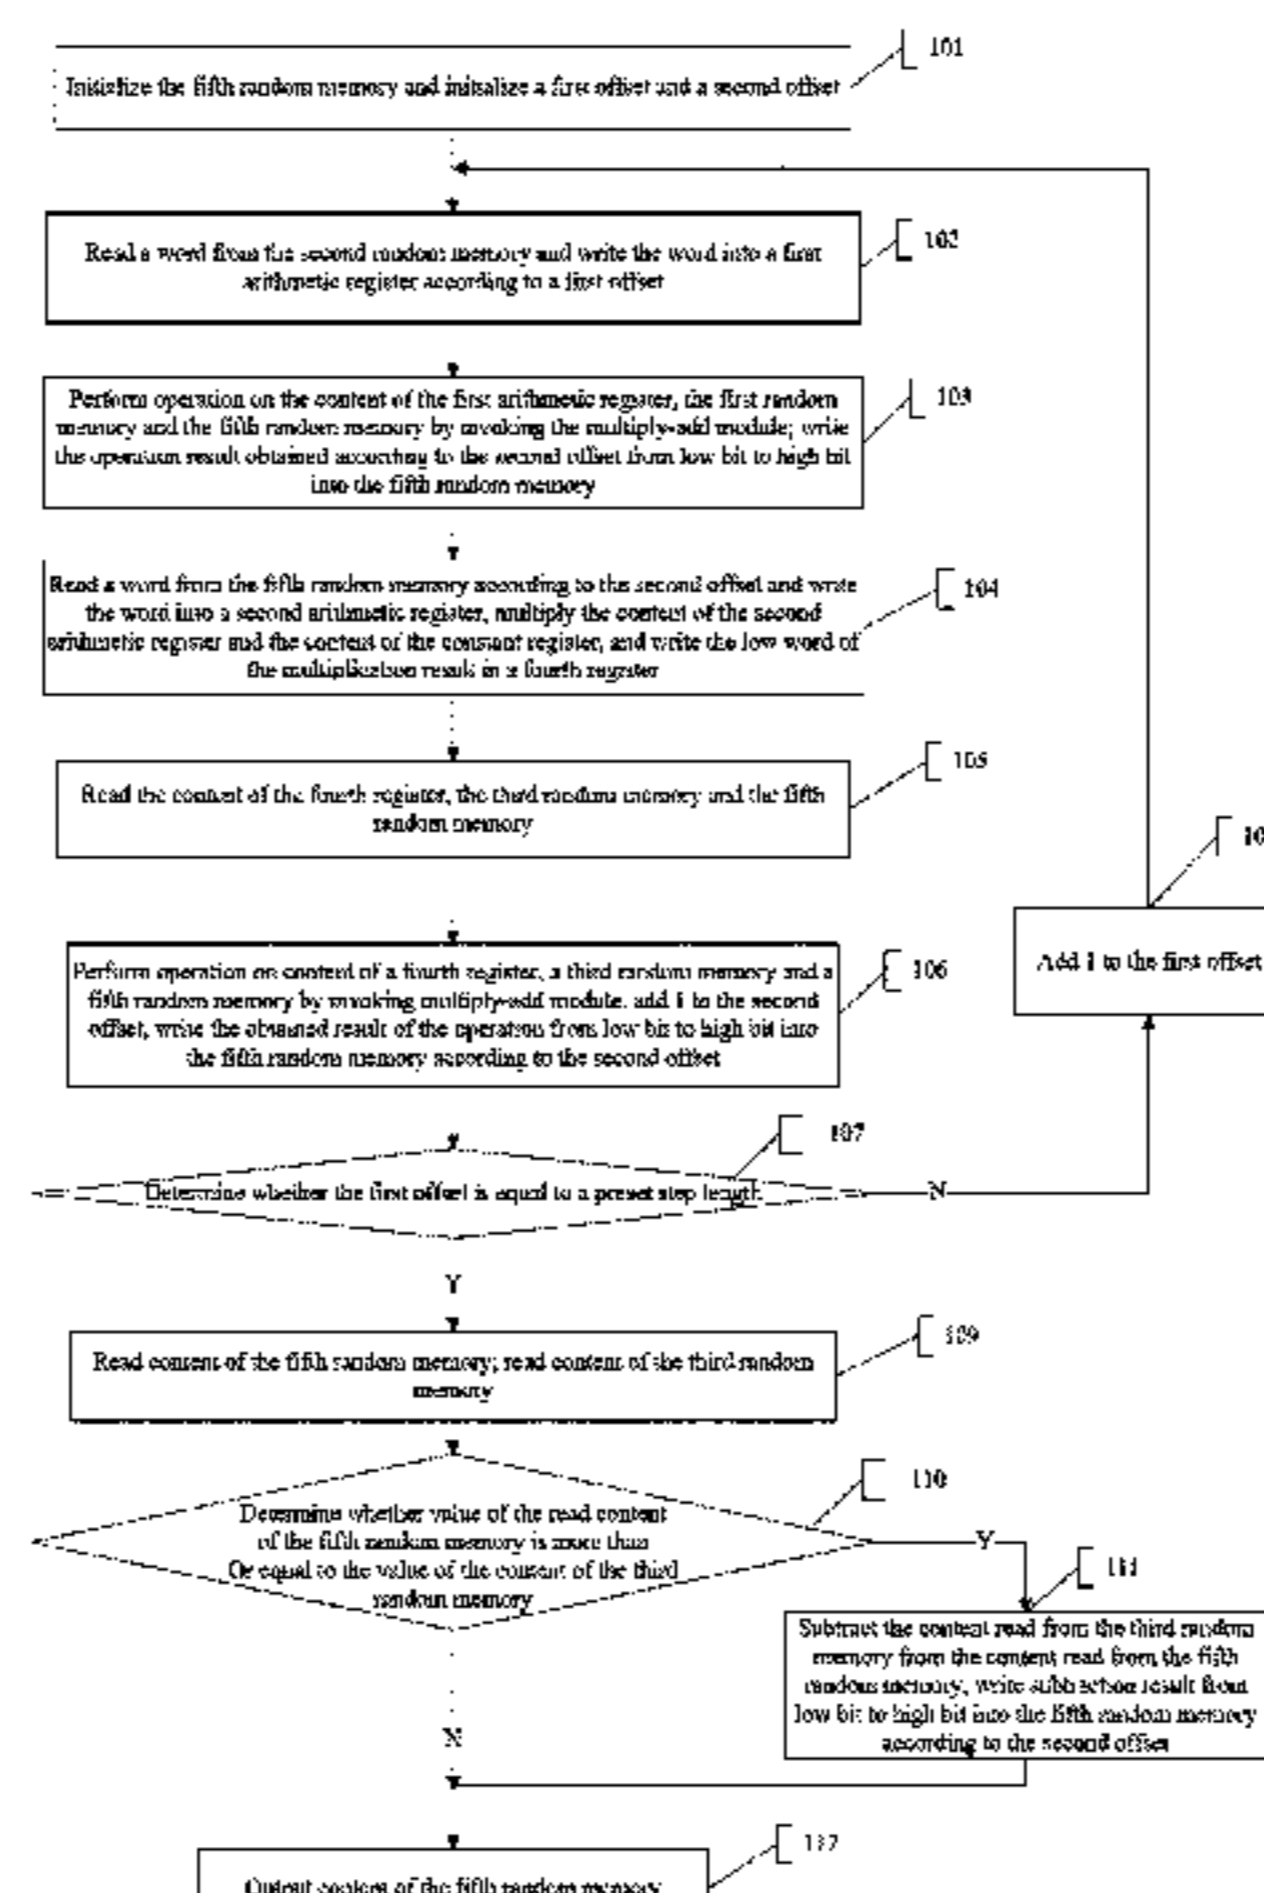 101
Initialize the fifth random memory and initialize a first offset and a second offset
102
Read a word from the second random memory and write the word into a first
arithmetic register according to a first offset
103
Perform operation on the content of the first arithmetic register, the first random
memory and the fifth random memory by invoking the multiply-add module; write
the operation result obtained according to the second offset from low bit to high bit
into the fifth random memory
104
Read a word from the fifth random memory according to the second offset and write
the word into a second arithmetic register, multiply the content of the second
arithmetic register and the content of the constant register, and write the low word of
the multiplication result in a fourth register
105
Read the content of the fourth register, the third random memory and the fifth
random memory
10
Add 1 to the first offset
106
Perform operation on content of a fourth register, a third random memory and a
fifth random memory by invoking multiply-add module, add 1 to the second
offset, write the obtained result of the operation from low bit to high bit into
the fifth random memory according to the second offset
107
Determine whether the first offset is equal to a preset step length
N
Y
109
Read content of the fifth random memory; read content of the third random
memory
110
Determine whether value of the read content
of the fifth random memory is more than
Or equal to the value of the content of the third
random memory
Y
111
Subtract the content read from the third random
memory from the content read from the fifth
random memory, write subtraction result from
low bit to high bit into the fifth random memory
according to the second offset
N
112
Output content of the fifth random memory